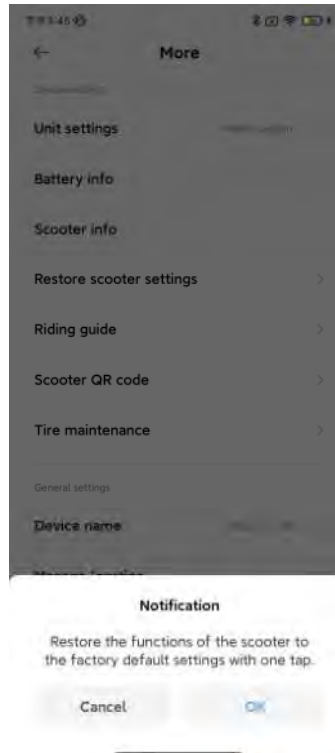 More
Unit settings
Battery info
Scooter info
Restore scooter settings
Riding guide
Scooter QR code
Tire maintenance
General settings
Device name
Notification
Restore the functions of the scooter to
the factory default settings with one tap.
Cancel
OK